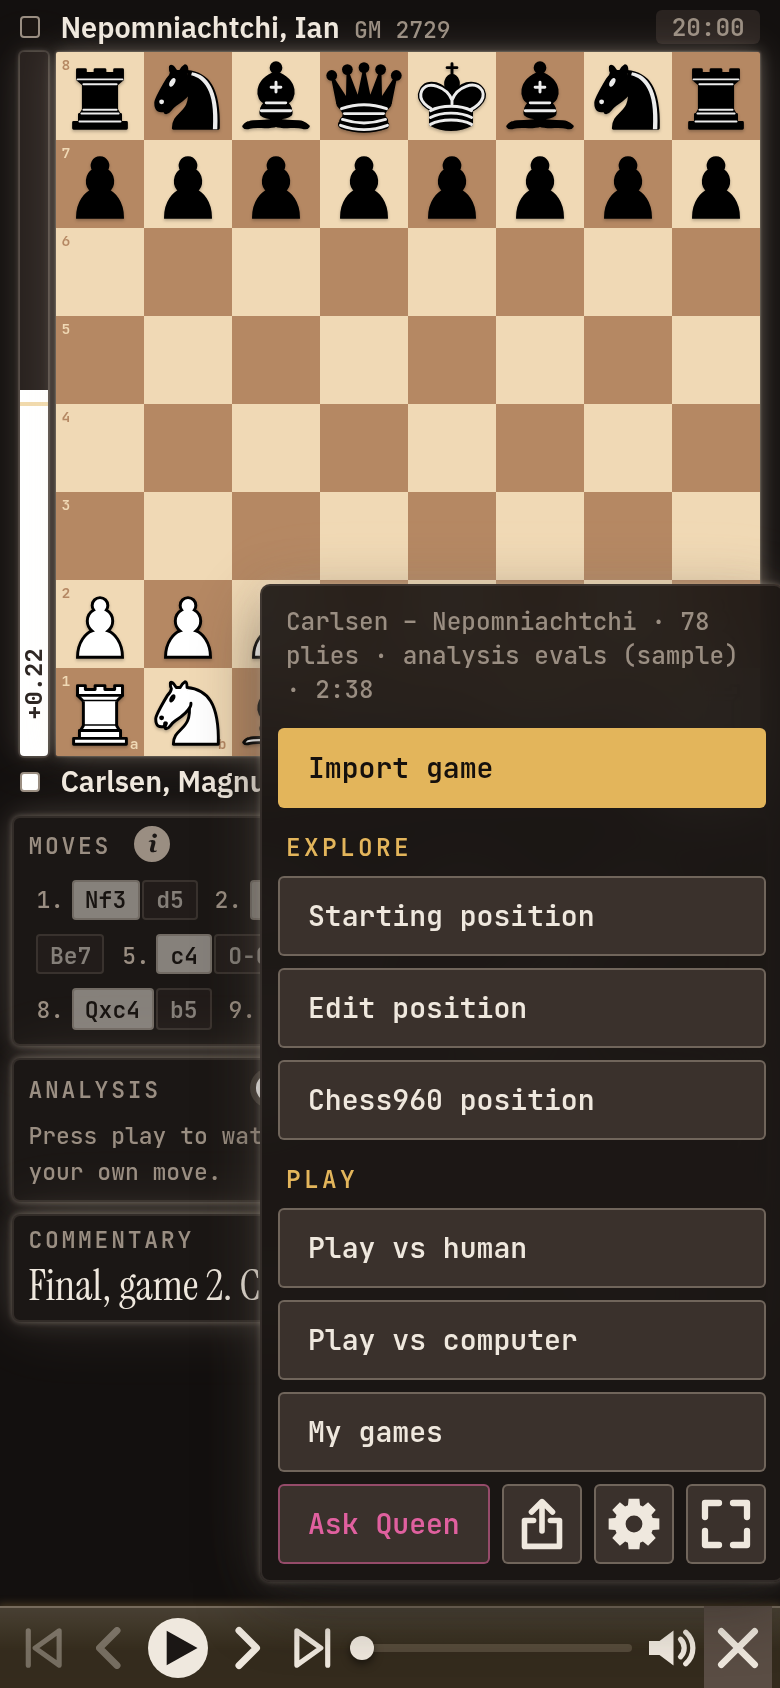 Nepomniachtchi, Ian GM 2729 20:00
8
7
6
5
4
3
2
1
a
b
+0.22
Carlsen, Magnu
MOVES i
1. Nf3 d5 2.
Be7 5. c4 O-
8. Qxc4 b5 9.
ANALYSIS
Press play to wat
your own move.
COMMENTARY
Final, game 2. C
Carlsen – Nepomniachtchi · 78
plies · analysis evals (sample)
· 2:38
Import game
EXPLORE
Starting position
Edit position
Chess960 position
PLAY
Play vs human
Play vs computer
My games
Ask Queen